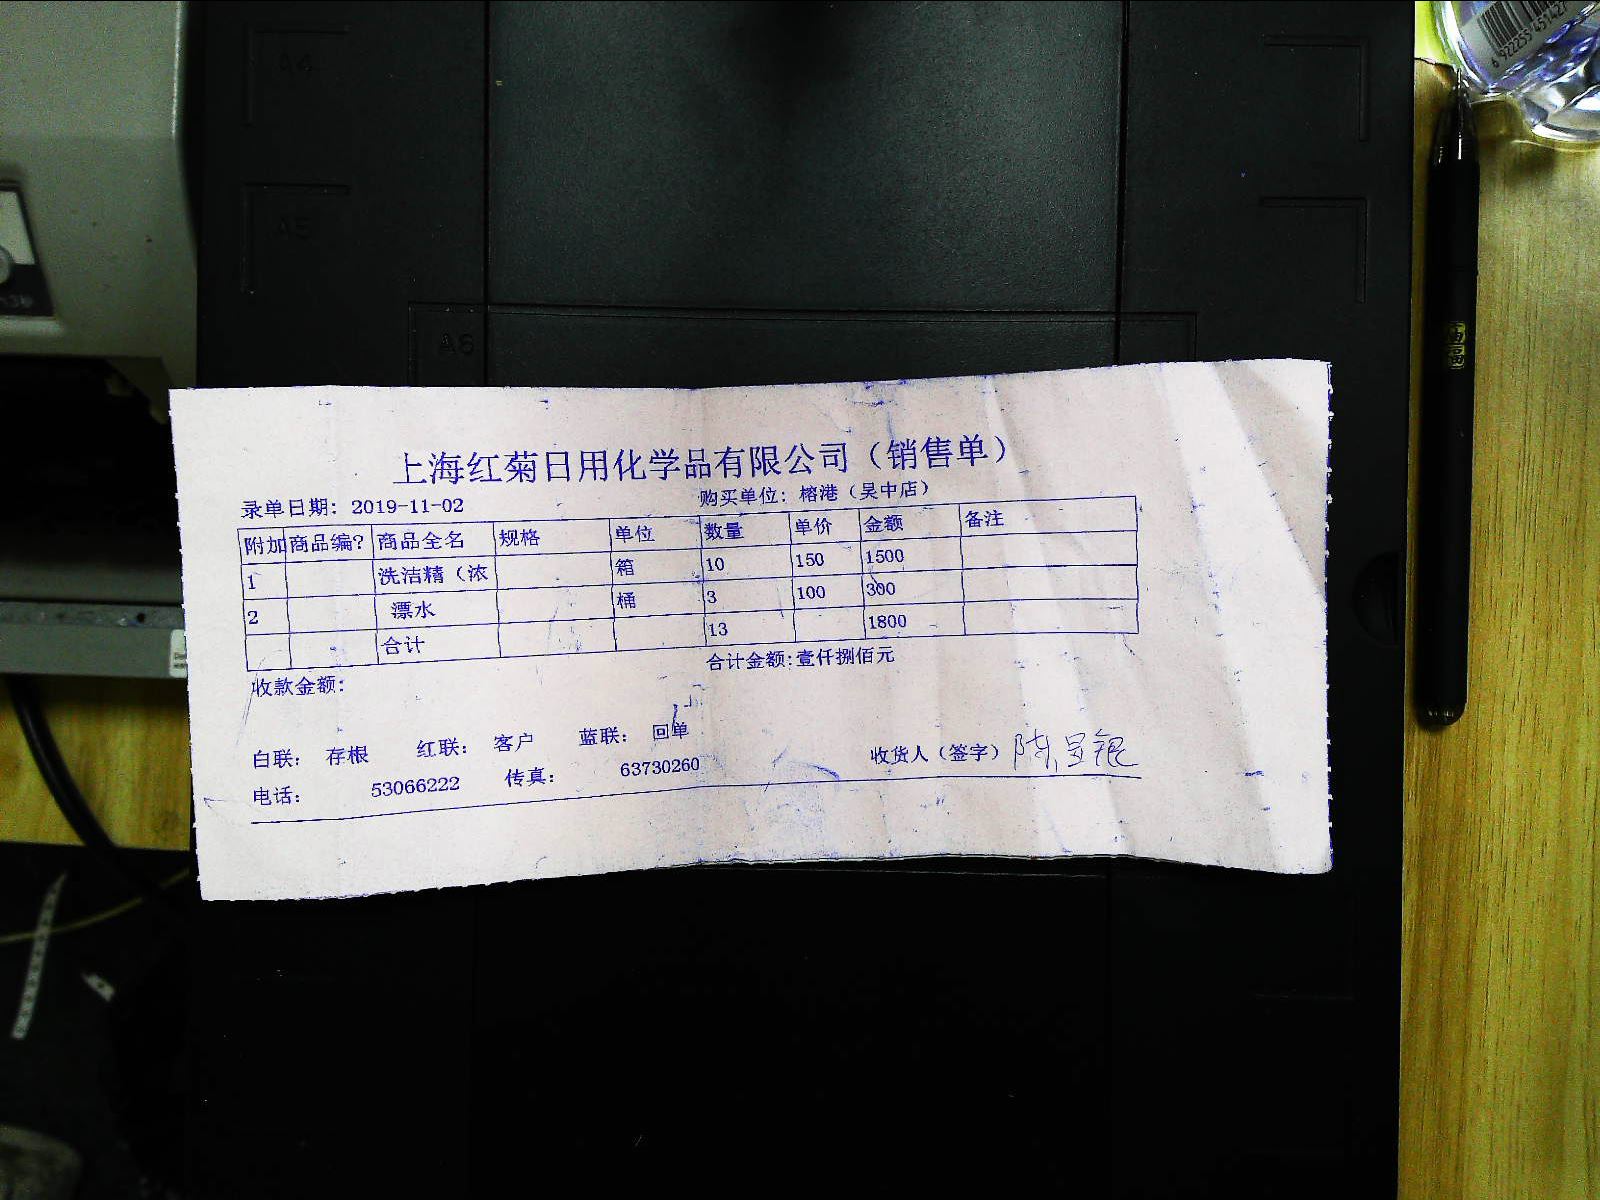 A4
A5
A6
6922255451427
上海红菊日用化学品有限公司（销售单）
录单日期: 2019-11-02 购买单位: 榕港（吴中店）
附加 商品编? 商品全名 规格 单位 数量 单价 金额 备注
1 洗洁精（浓 箱 10 150 1500
2 漂水 桶 3 100 300
合计 13 1800
收款金额: 合计金额:壹仟捌佰元
白联: 存根 红联: 客户 蓝联: 回单
电话: 53066222 传真: 63730260 收货人（签字）